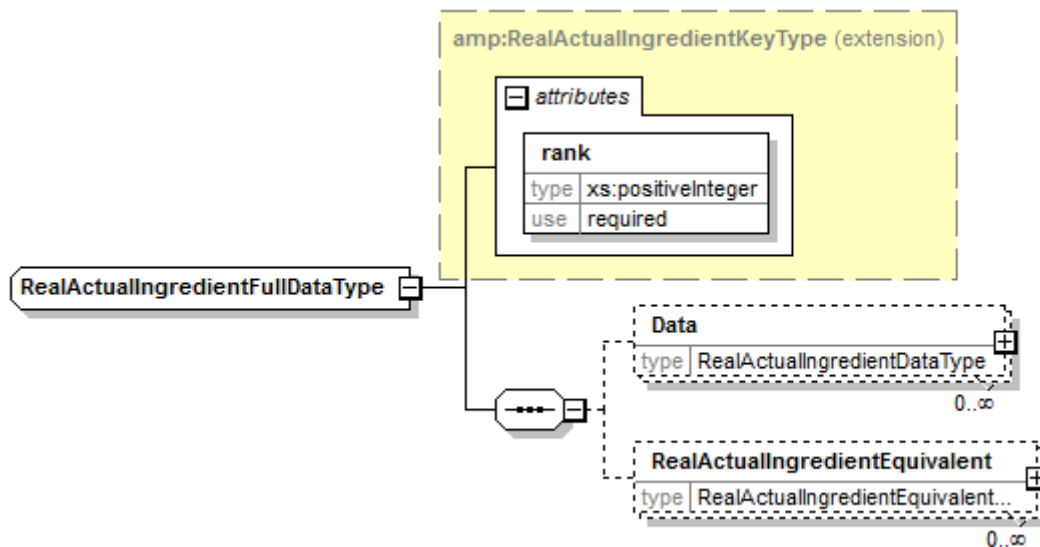 amp:RealActualIngredientKeyType (extension)
attributes
rank
type xs:positiveInteger
use required
RealActualIngredientFullDataType
Data
type RealActualIngredientDataType
0..∞
RealActualIngredientEquivalent
type RealActualIngredientEquivalent...
0..∞